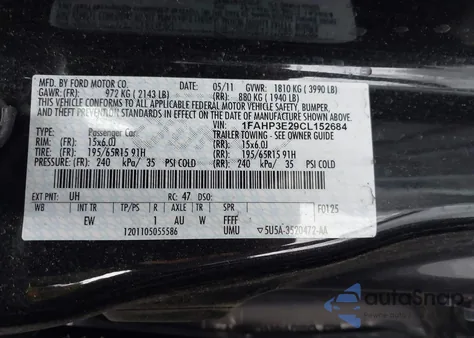 MFD. BY FORD MOTOR CO. DATE: 05/11 GVWR: 1810 KG ( 3990 LB)
GAWR: (FR): 972 KG ( 2143 LB) (RR): 880 KG ( 1940 LB)
THIS VEHICLE CONFORMS TO ALL APPLICABLE FEDERAL MOTOR VEHICLE SAFETY, BUMPER,
AND THEFT PREVENTION STANDARDS IN EFFECT ON THE DATE OF MANUFACTURE SHOWN ABOVE.
VIN: 1FAHP3E29CL152684
TYPE: Passenger Car TRAILER TOWING - SEE OWNER GUIDE
RIM: (FR): 15x6.0J (RR): 15x6.0J
TIRE: (FR): 195/65R15 91H (RR): 195/65R15 91H
PRESSURE: (FR): 240 kPa/ 35 PSI COLD (RR): 240 kPa/ 35 PSI COLD
EXT PNT: UH RC: 47 DSO:
WB INT TR TP/PS R AXLE TR SPR F0125
EW 1 AU W FFFF
1201105055586 UMU 5U5A-3520472-AA
autoSnap